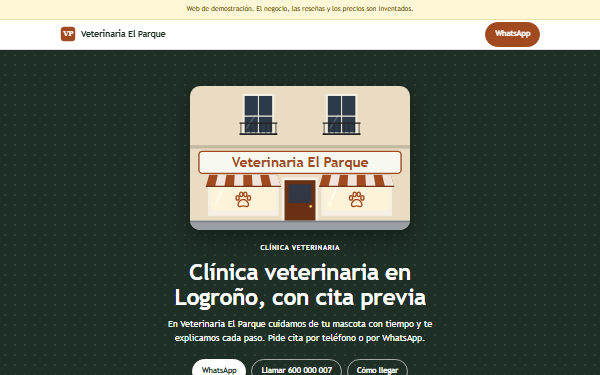 Web de demostración. El negocio, las reseñas y los precios son inventados.
VP Veterinaria El Parque
WhatsApp
Veterinaria El Parque
CLÍNICA VETERINARIA
Clínica veterinaria en
Logroño, con cita previa
En Veterinaria El Parque cuidamos de tu mascota con tiempo y te
explicamos cada paso. Pide cita por teléfono o por WhatsApp.
WhatsApp Llamar 600 000 007 Cómo llegar